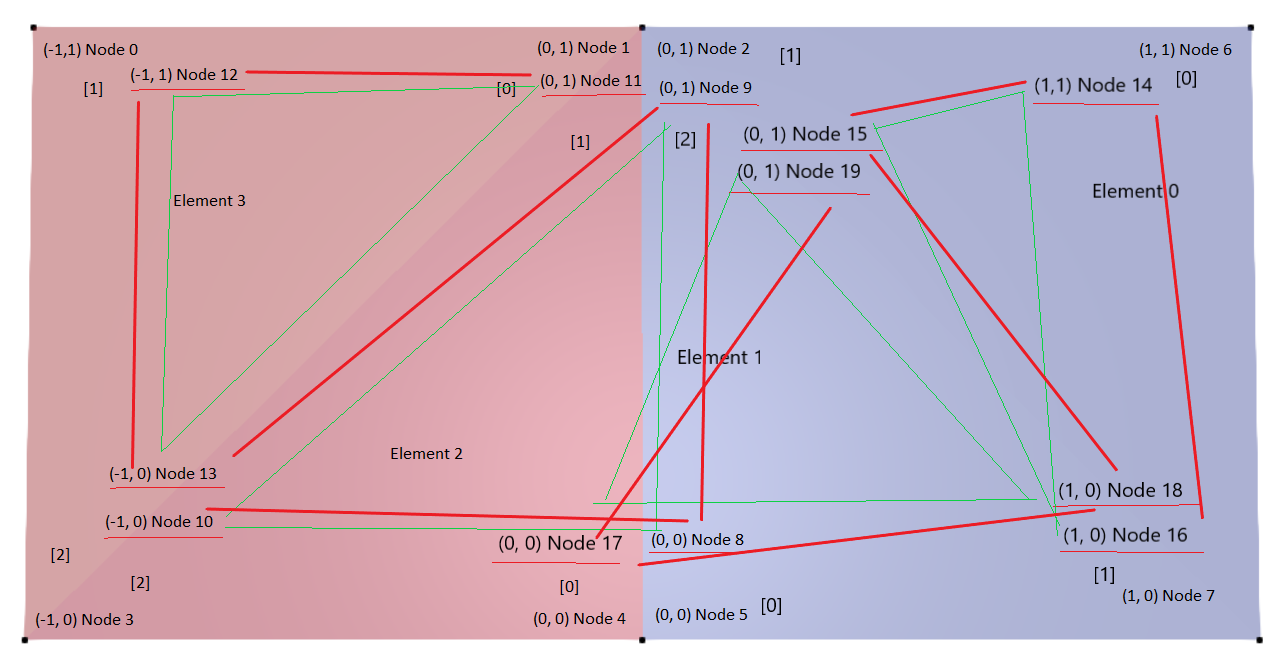 (-1,1) Node 0
(0, 1) Node 1
(0, 1) Node 2
[1]
(1, 1) Node 6
(-1, 1) Node 12
[1]
[0]
(0, 1) Node 11
(0, 1) Node 9
(1,1) Node 14
[0]
[1]
[2]
(0, 1) Node 15
(0, 1) Node 19
Element 3
Element 0
Element 1
Element 2
(-1, 0) Node 13
(1, 0) Node 18
(-1, 0) Node 10
(0, 0) Node 17
(0, 0) Node 8
(1, 0) Node 16
[2]
[2]
[0]
[1]
(1, 0) Node 7
(-1, 0) Node 3
(0, 0) Node 4
(0, 0) Node 5
[0]